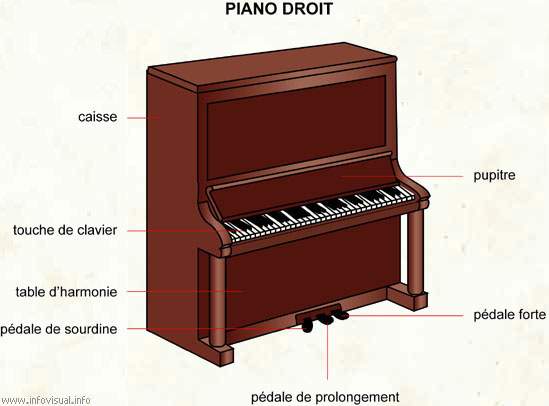 PIANO DROIT
caisse
pupitre
touche de clavier
table d'harmonie
pédale forte
pédale de sourdine
pédale de prolongement
www.infovisual.info